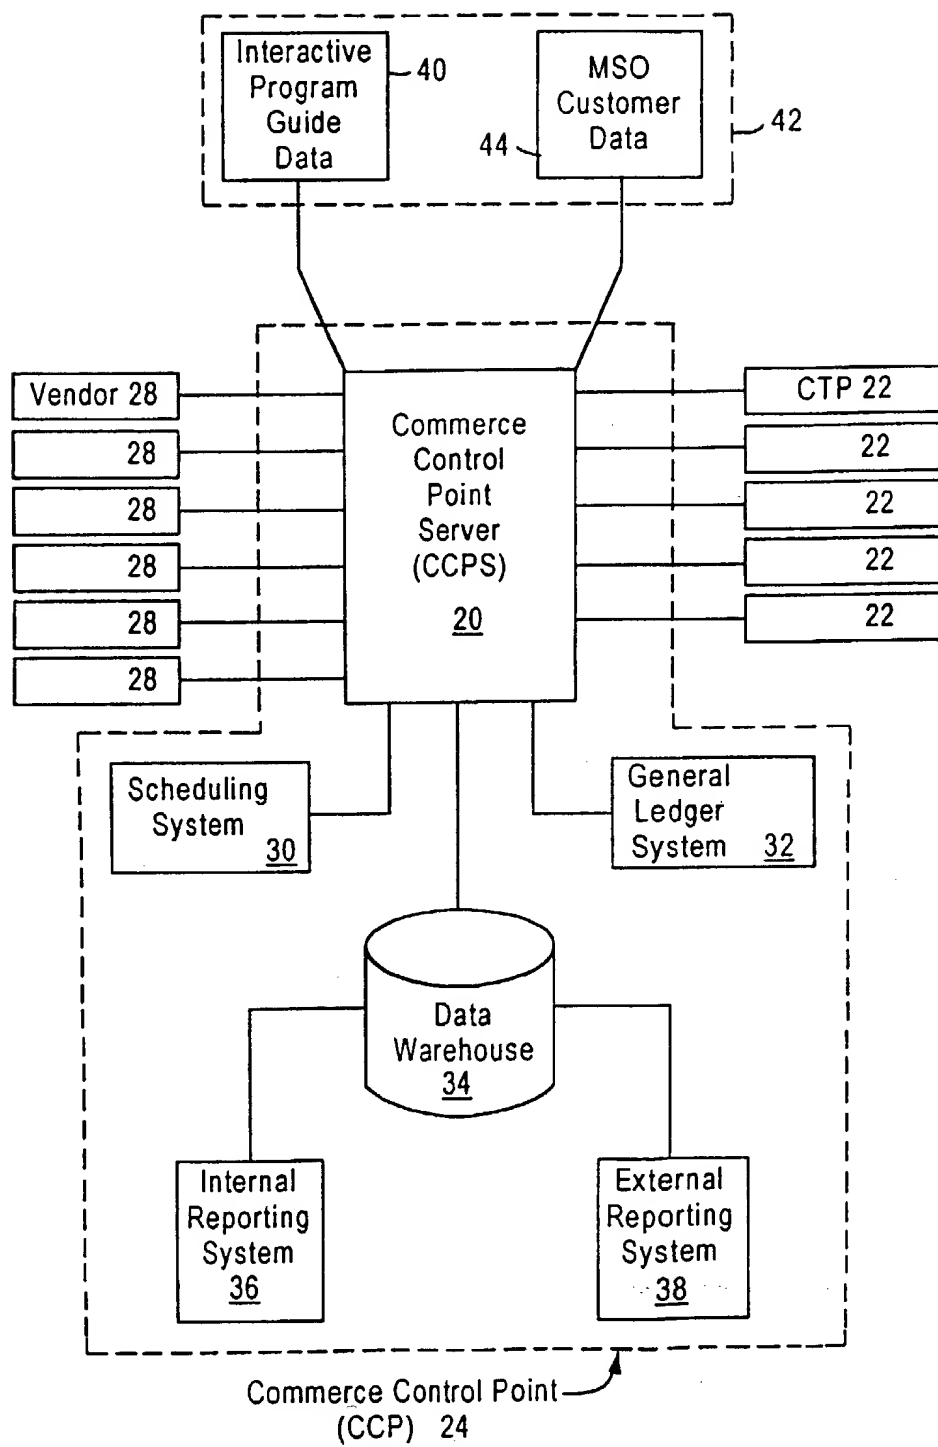 Interactive
Program
Guide
Data
40
MSO
Customer
Data
44
42
Vendor 28
28
28
28
28
28
Commerce
Control
Point
Server
(CCPS)
20
CTP 22
22
22
22
22
Scheduling
System
30
General
Ledger
System 32
Data
Warehouse
34
Internal
Reporting
System
36
External
Reporting
System
38
Commerce Control Point
(CCP) 24